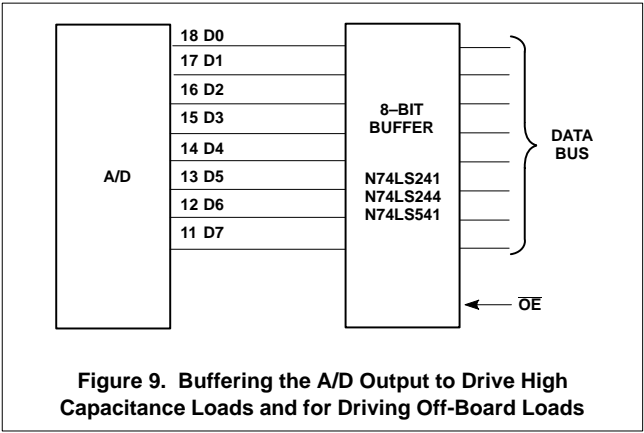 18 D0
17 D1
16 D2
15 D3
14 D4
13 D5
12 D6
11 D7
A/D
8–BIT
BUFFER
N74LS241
N74LS244
N74LS541
DATA
BUS
OE
Figure 9. Buffering the A/D Output to Drive High
Capacitance Loads and for Driving Off-Board Loads